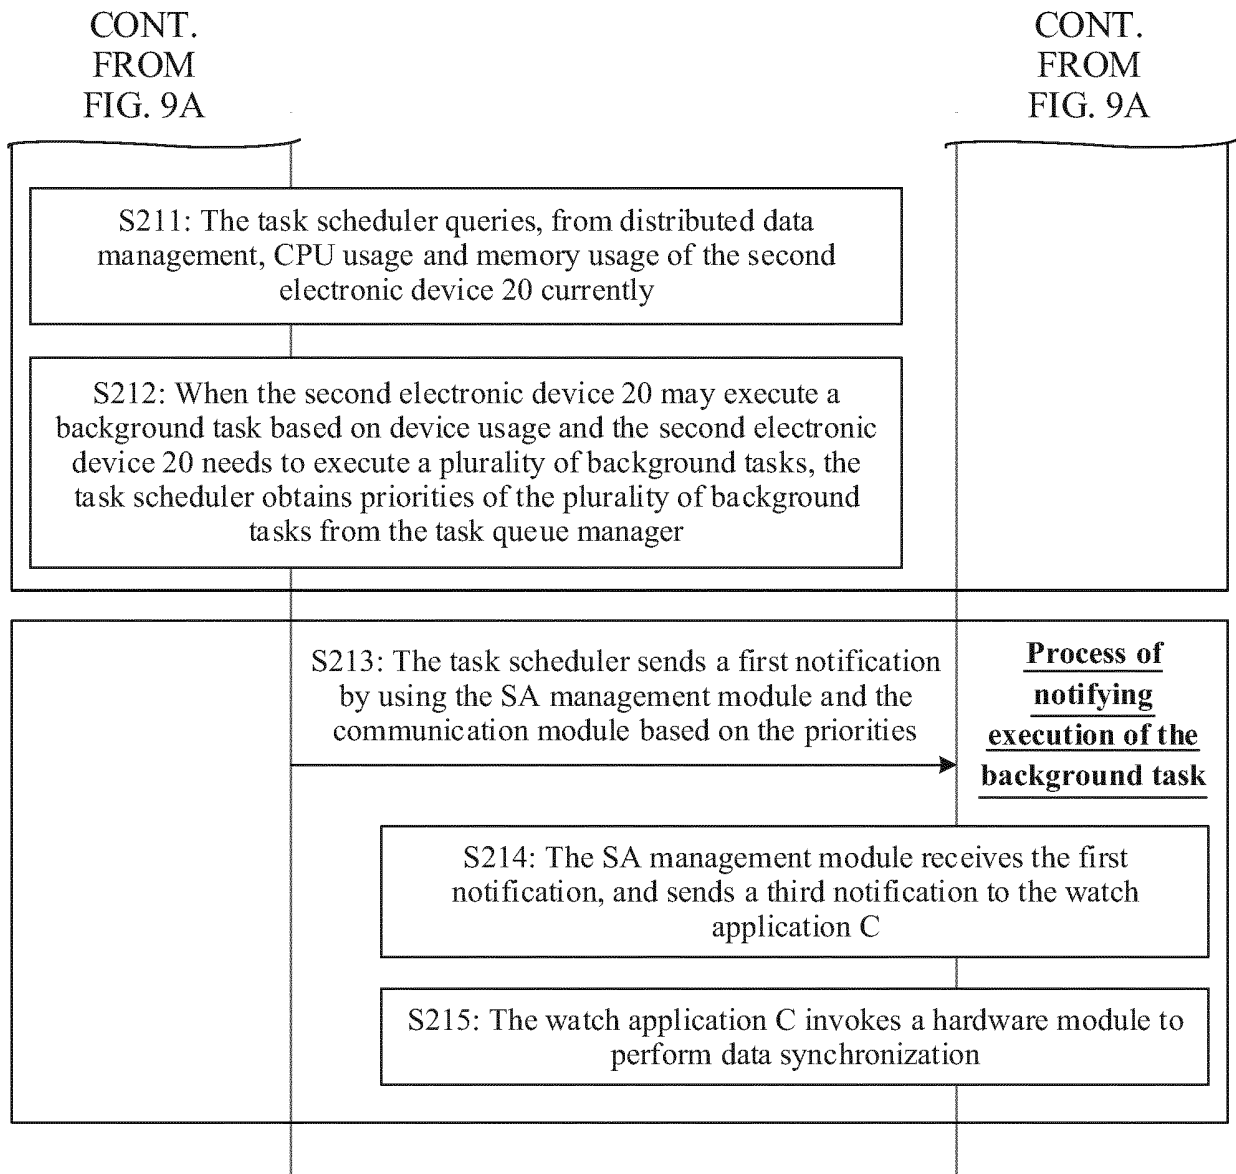 CONT.
FROM
FIG. 9A
CONT.
FROM
FIG. 9A
S211: The task scheduler queries, from distributed data
management, CPU usage and memory usage of the second
electronic device 20 currently
S212: When the second electronic device 20 may execute a
background task based on device usage and the second electronic
device 20 needs to execute a plurality of background tasks, the
task scheduler obtains priorities of the plurality of background
tasks from the task queue manager
S213: The task scheduler sends a first notification
by using the SA management module and the
communication module based on the priorities
Process of
notifying
execution of the
background task
S214: The SA management module receives the first
notification, and sends a third notification to the watch
application C
S215: The watch application C invokes a hardware module to
perform data synchronization